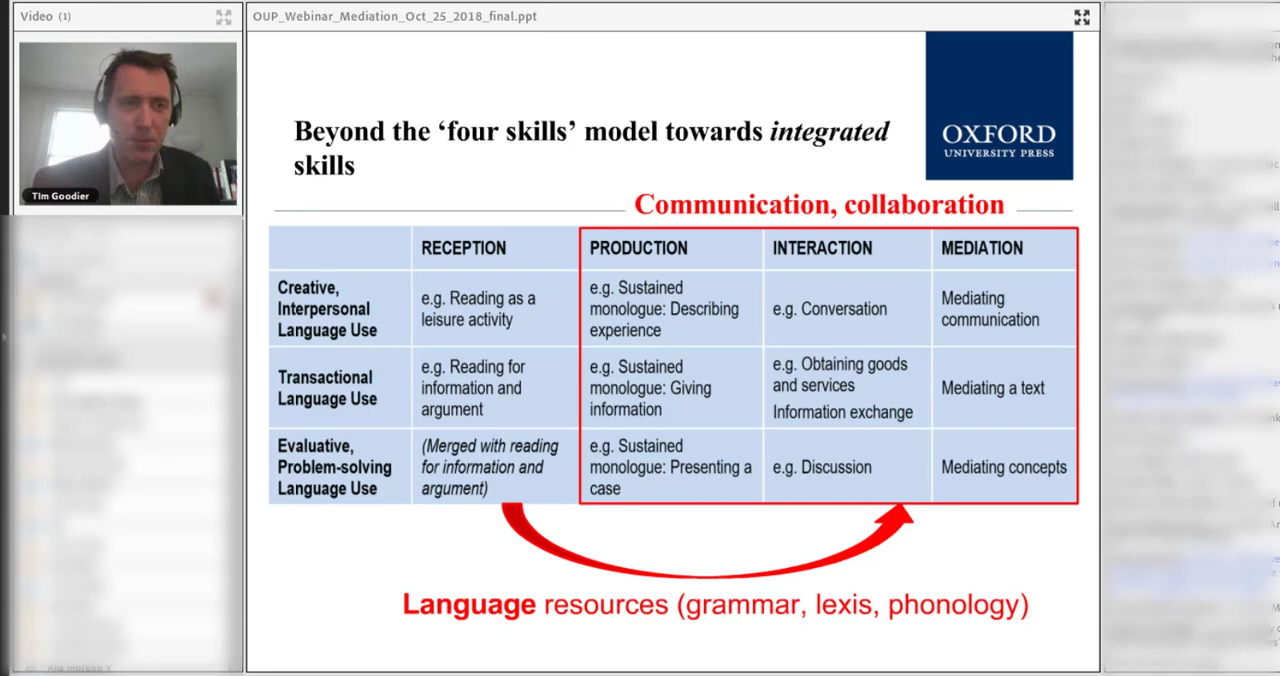 Video (1)
OUP_Webinar_Mediation_Oct_25_2018_final.ppt
TIm Goodier
OXFORD
UNIVERSITY PRESS
Beyond the ‘four skills’ model towards integrated
skills
Communication, collaboration
RECEPTION
PRODUCTION
INTERACTION
MEDIATION
Creative,
Interpersonal
Language Use
e.g. Reading as a
leisure activity
e.g. Sustained
monologue: Describing
experience
e.g. Conversation
Mediating
communication
Transactional
Language Use
e.g. Reading for
information and
argument
e.g. Sustained
monologue: Giving
information
e.g. Obtaining goods
and services
Information exchange
Mediating a text
Evaluative,
Problem-solving
Language Use
(Merged with reading
for information and
argument)
e.g. Sustained
monologue: Presenting a
case
e.g. Discussion
Mediating concepts
Language resources (grammar, lexis, phonology)